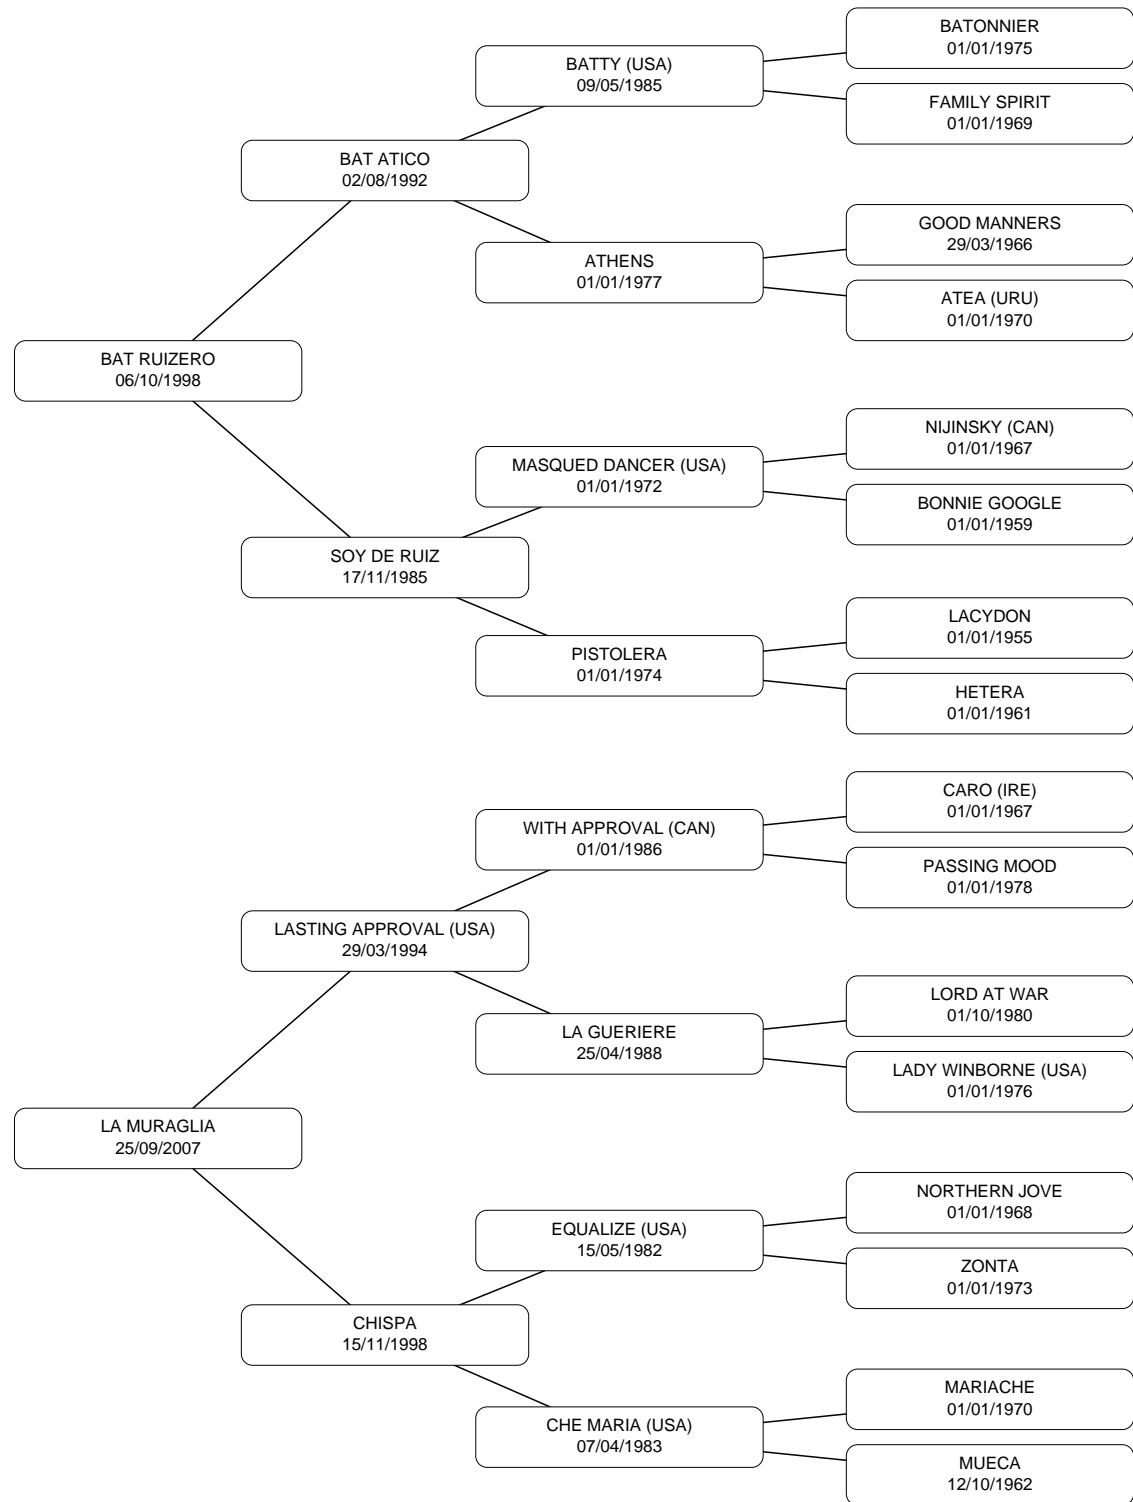 BATONNIER
01/01/1975
BATTY (USA)
09/05/1985
FAMILY SPIRIT
01/01/1969
BAT ATICO
02/08/1992
GOOD MANNERS
29/03/1966
ATHENS
01/01/1977
ATEA (URU)
01/01/1970
BAT RUIZERO
06/10/1998
NIJINSKY (CAN)
01/01/1967
MASQUED DANCER (USA)
01/01/1972
BONNIE GOOGLE
01/01/1959
SOY DE RUIZ
17/11/1985
LACYDON
01/01/1955
PISTOLERA
01/01/1974
HETERA
01/01/1961
CARO (IRE)
01/01/1967
WITH APPROVAL (CAN)
01/01/1986
PASSING MOOD
01/01/1978
LASTING APPROVAL (USA)
29/03/1994
LORD AT WAR
01/10/1980
LA GUERIERE
25/04/1988
LADY WINBORNE (USA)
01/01/1976
LA MURAGLIA
25/09/2007
NORTHERN JOVE
01/01/1968
EQUALIZE (USA)
15/05/1982
ZONTA
01/01/1973
CHISPA
15/11/1998
MARIACHE
01/01/1970
CHE MARIA (USA)
07/04/1983
MUECA
12/10/1962